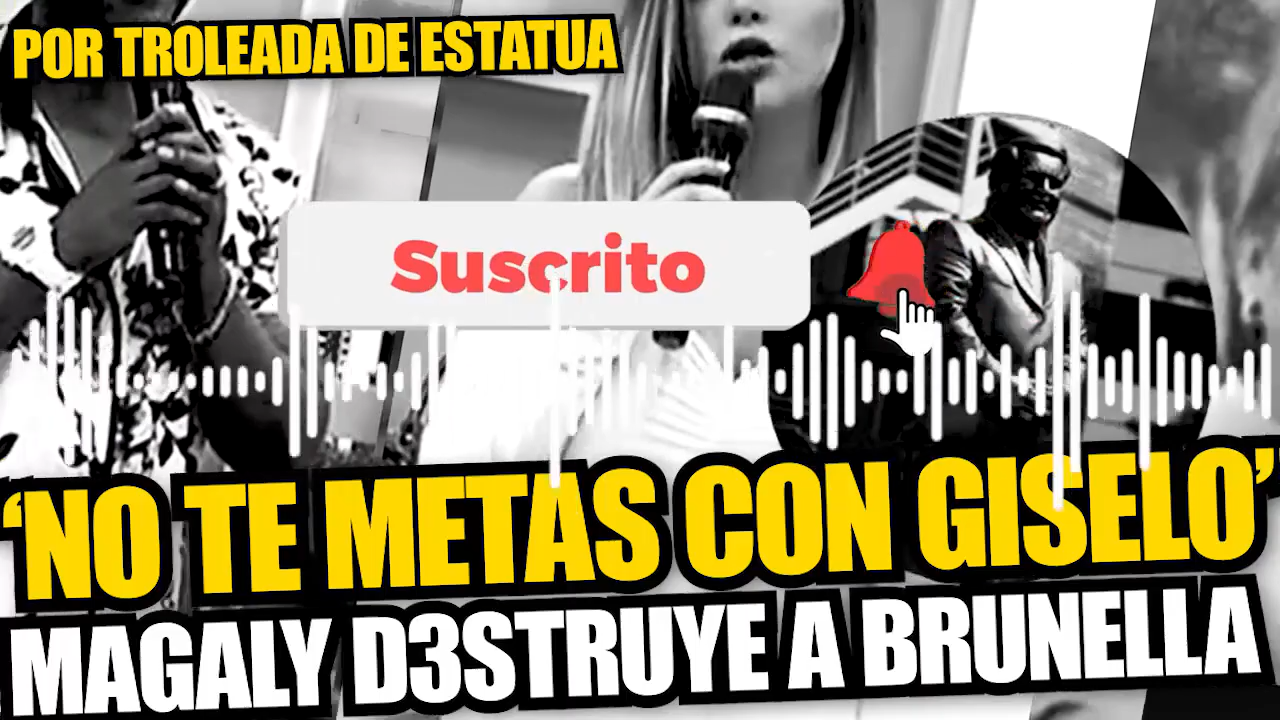 POR TROLEADA DE ESTATUA
Suscrito
‘NO TE METAS CON GISELO’
MAGALY D3STRUYE A BRUNELLA